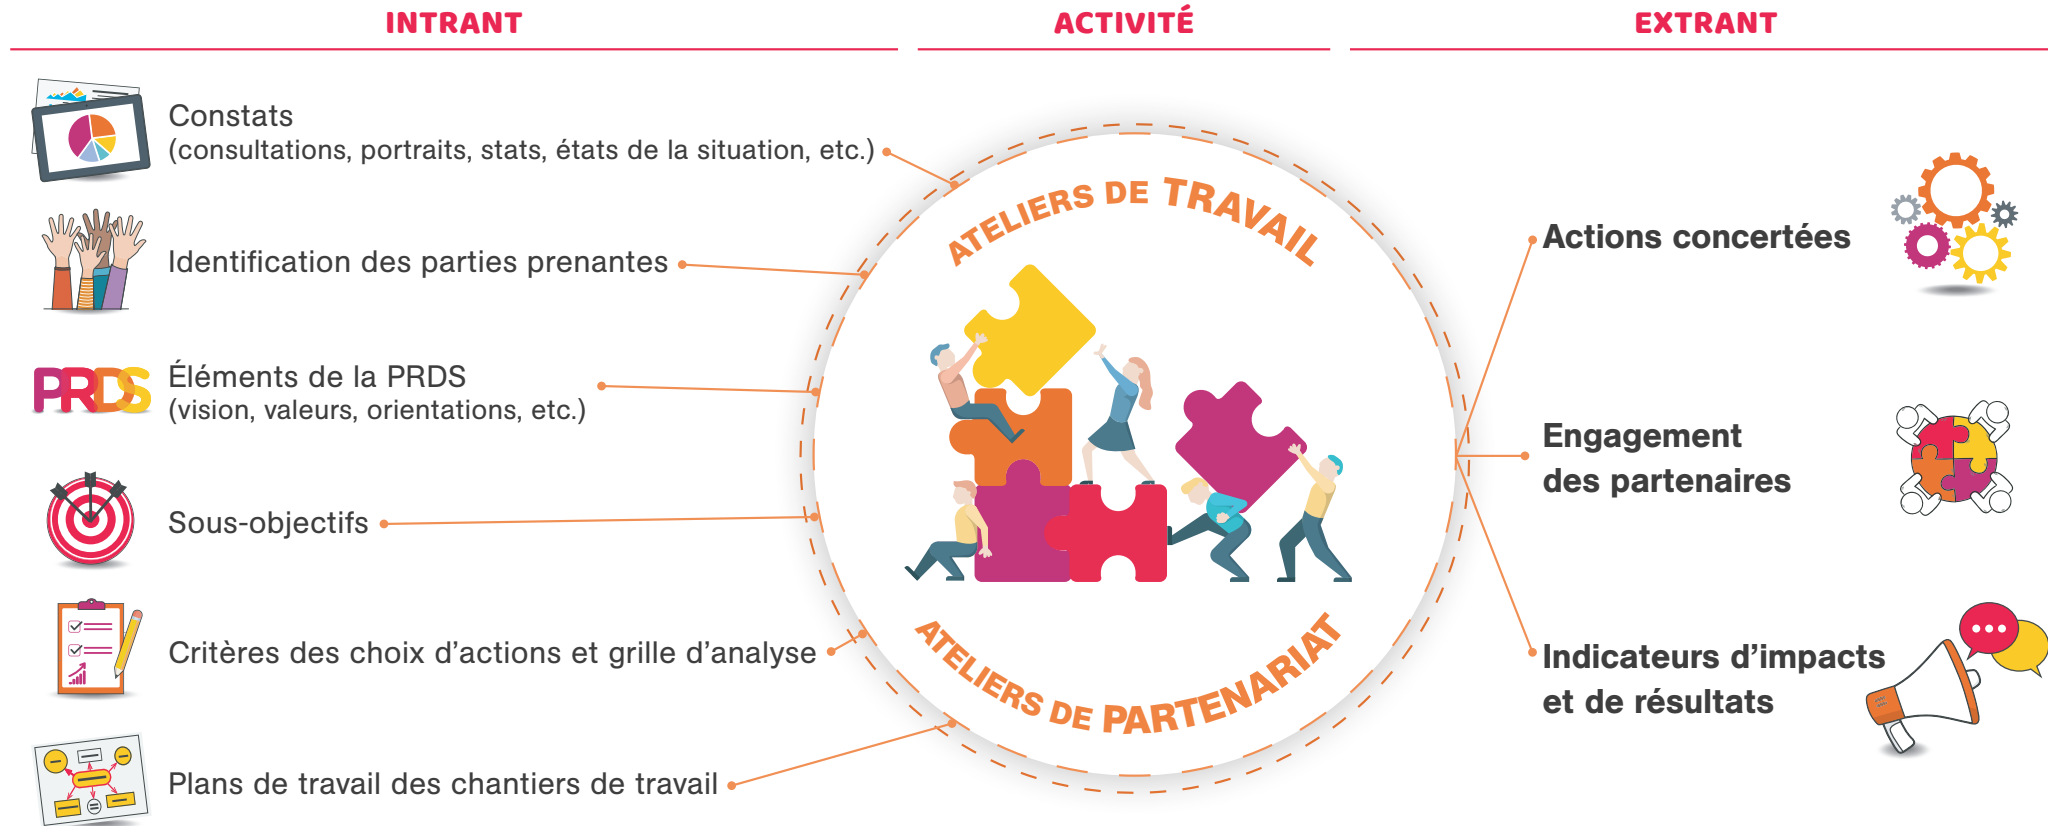 INTRANT
ACTIVITÉ
EXTRANT
Constats
(consultations, portraits, stats, états de la situation, etc.)
Identification des parties prenantes
PRDS
Éléments de la PRDS
(vision, valeurs, orientations, etc.)
Sous-objectifs
Critères des choix d’actions et grille d’analyse
Plans de travail des chantiers de travail
ATELIERS DE TRAVAIL
ATELIERS DE PARTENARIAT
Actions concertées
Engagement
des partenaires
Indicateurs d’impacts
et de résultats